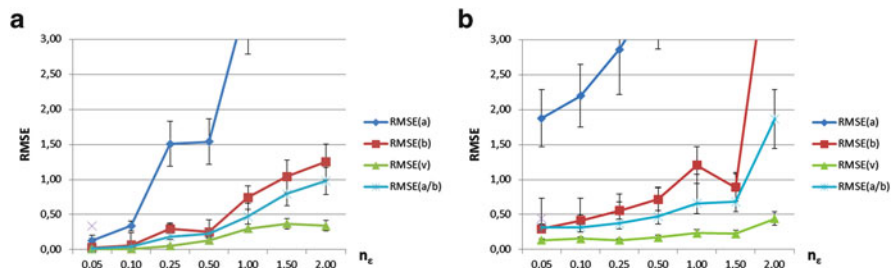 a
b
3,00
2,50
2,00
1,50
1,00
0,50
0,00
RMSE
0.05 0.10 0.25 0.50 1.00 1.50 2.00
nε
RMSE(a)
RMSE(b)
RMSE(v)
RMSE(a/b)
3,00
2,50
2,00
1,50
1,00
0,50
0,00
RMSE
0.05 0.10 0.25 0.50 1.00 1.50 2.00
nε
RMSE(a)
RMSE(b)
RMSE(v)
RMSE(a/b)